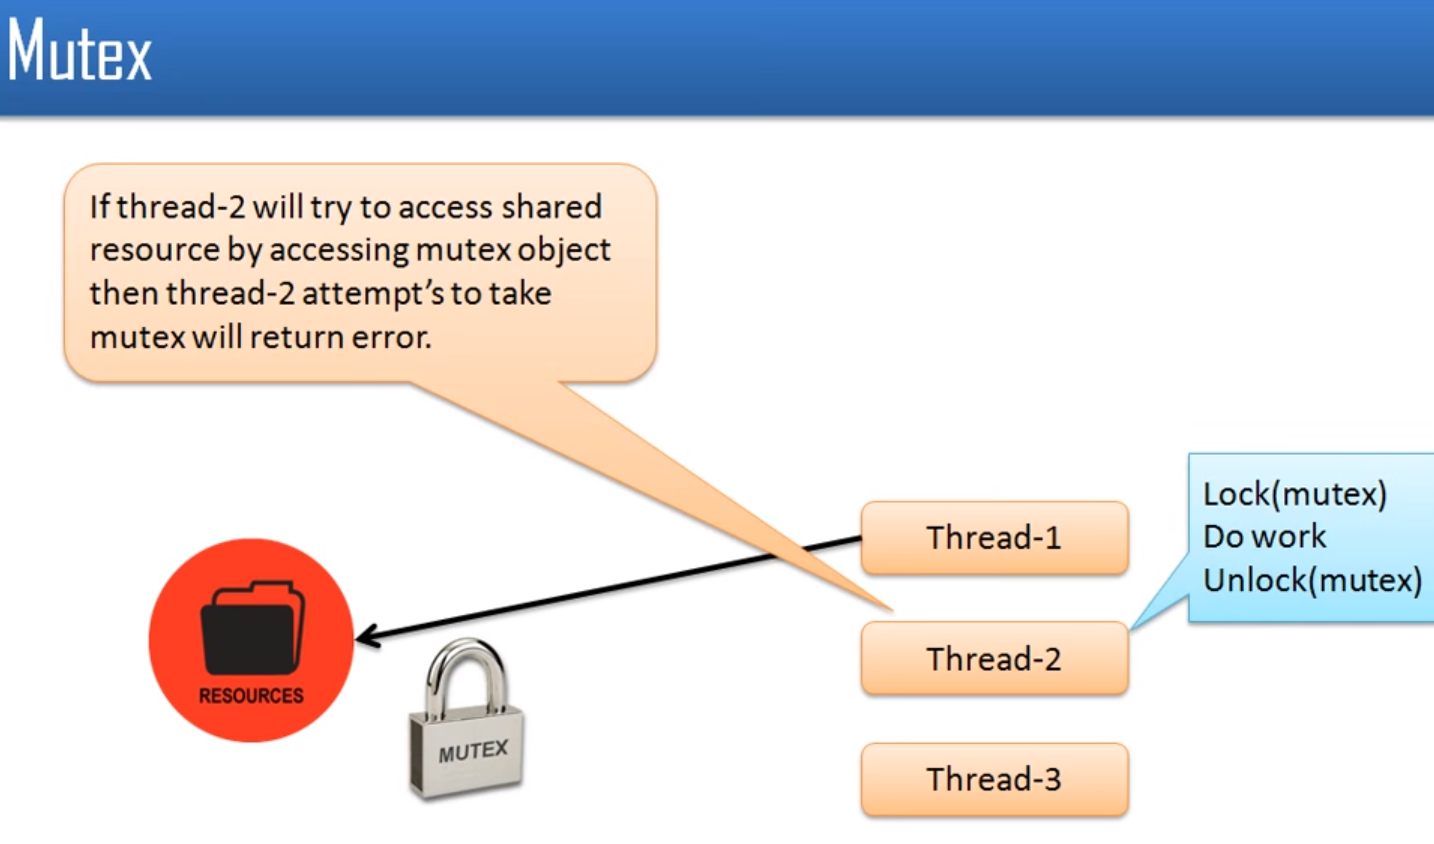 Mutex
If thread-2 will try to access shared
resource by accessing mutex object
then thread-2 attempt's to take
mutex will return error.
Thread-1
Lock(mutex)
Do work
Unlock(mutex)
Thread-2
RESOURCES
MUTEX
Thread-3